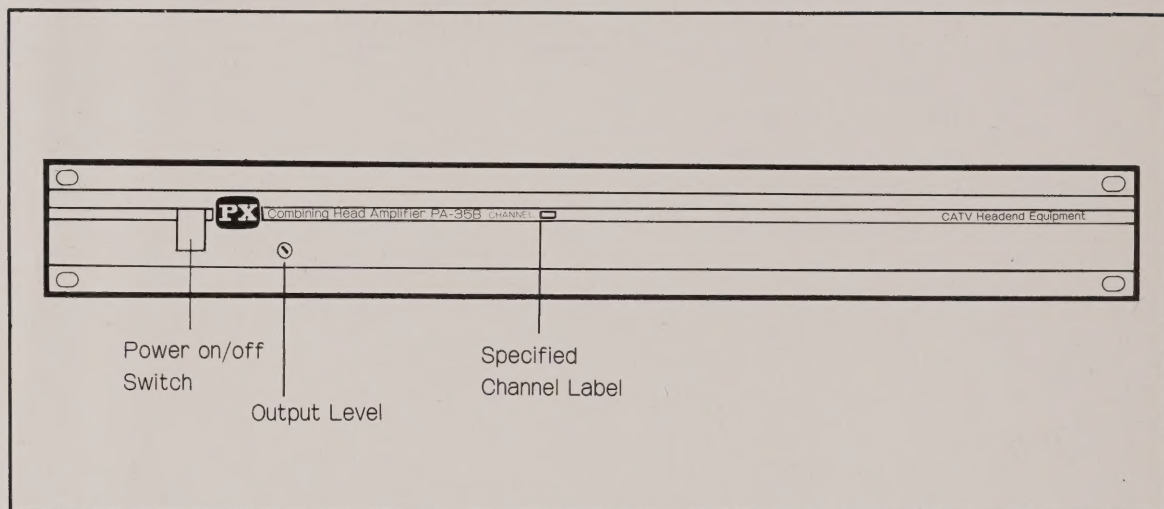 PX Combining Head Amplifier PA-35B CHANNEL CATV Headend Equipment
Power on/off
Switch
Output Level
Specified
Channel Label